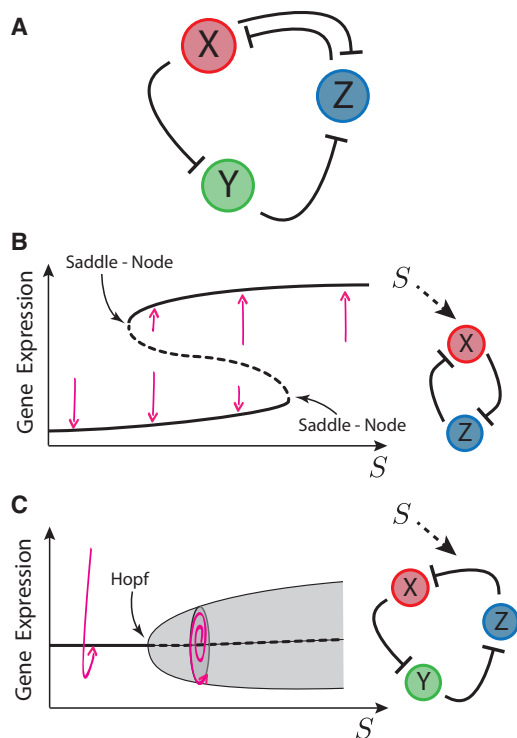 A
X
Z
Y
B
Saddle - Node
Gene Expression
Saddle - Node
S
S
X
Z
C
Hopf
Gene Expression
S
S
X
Z
Y